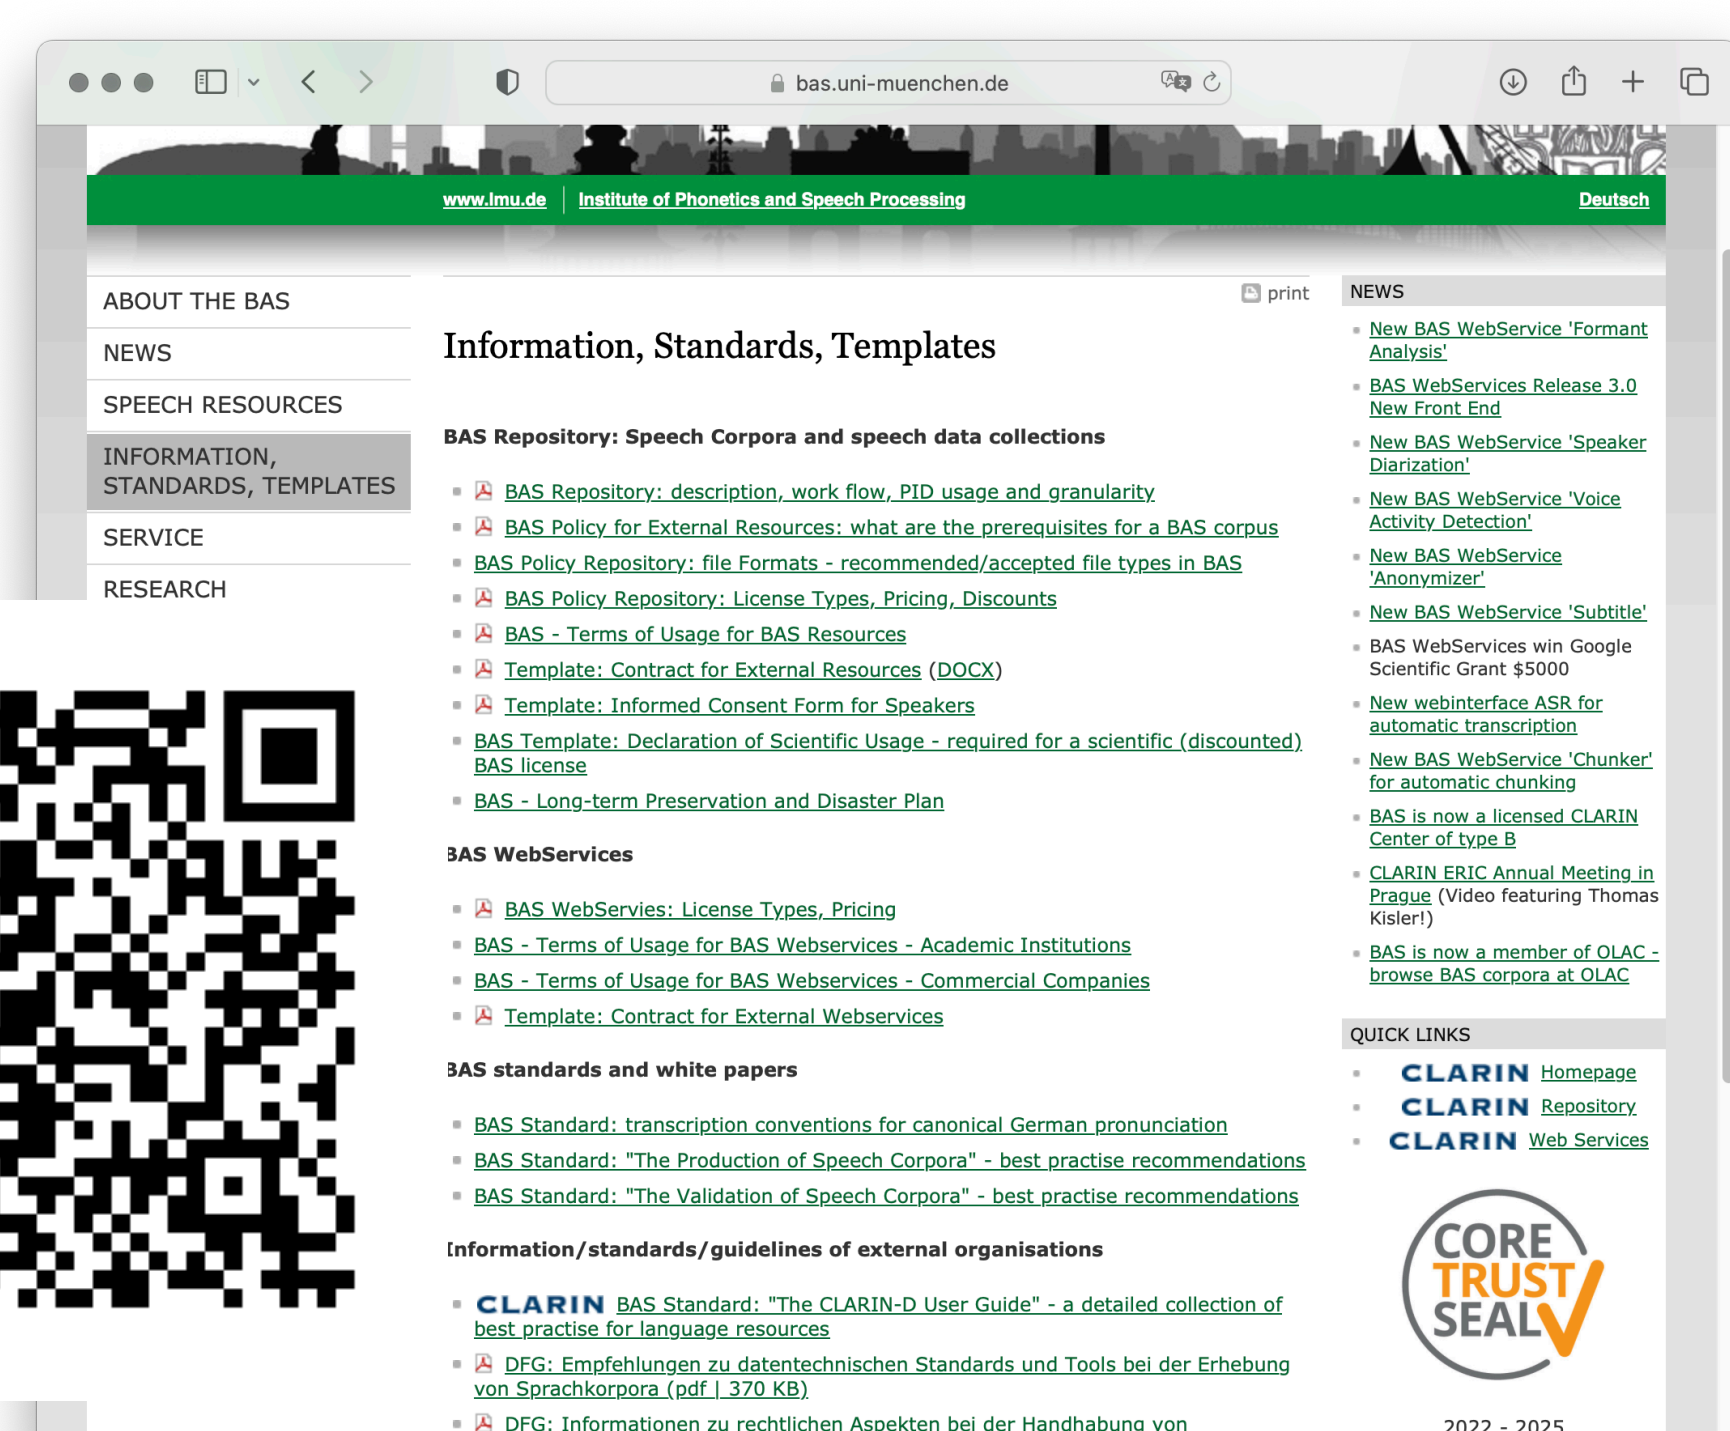 bas.uni-muenchen.de
www.lmu.de
Institute of Phonetics and Speech Processing
Deutsch
ABOUT THE BAS
NEWS
SPEECH RESOURCES
INFORMATION,
STANDARDS, TEMPLATES
SERVICE
RESEARCH
print
Information, Standards, Templates
BAS Repository: Speech Corpora and speech data collections
BAS Repository: description, work flow, PID usage and granularity
BAS Policy for External Resources: what are the prerequisites for a BAS corpus
BAS Policy Repository: file Formats - recommended/accepted file types in BAS
BAS Policy Repository: License Types, Pricing, Discounts
BAS - Terms of Usage for BAS Resources
Template: Contract for External Resources (DOCX)
Template: Informed Consent Form for Speakers
BAS Template: Declaration of Scientific Usage - required for a scientific (discounted)
BAS license
BAS - Long-term Preservation and Disaster Plan
BAS WebServices
BAS WebServies: License Types, Pricing
BAS - Terms of Usage for BAS Webservices - Academic Institutions
BAS - Terms of Usage for BAS Webservices - Commercial Companies
Template: Contract for External Webservices
BAS standards and white papers
BAS Standard: transcription conventions for canonical German pronunciation
BAS Standard: "The Production of Speech Corpora" - best practise recommendations
BAS Standard: "The Validation of Speech Corpora" - best practise recommendations
Information/standards/guidelines of external organisations
CLARIN BAS Standard: "The CLARIN-D User Guide" - a detailed collection of
best practise for language resources
DFG: Empfehlungen zu datentechnischen Standards und Tools bei der Erhebung
von Sprachkorpora (pdf | 370 KB)
DFG: Informationen zu rechtlichen Aspekten bei der Handhabung von
NEWS
New BAS WebService 'Formant
Analysis'
BAS WebServices Release 3.0
New Front End
New BAS WebService 'Speaker
Diarization'
New BAS WebService 'Voice
Activity Detection'
New BAS WebService
'Anonymizer'
New BAS WebService 'Subtitle'
BAS WebServices win Google
Scientific Grant $5000
New webinterface ASR for
automatic transcription
New BAS WebService 'Chunker'
for automatic chunking
BAS is now a licensed CLARIN
Center of type B
CLARIN ERIC Annual Meeting in
Prague (Video featuring Thomas
Kisler!)
BAS is now a member of OLAC -
browse BAS corpora at OLAC
QUICK LINKS
CLARIN Homepage
CLARIN Repository
CLARIN Web Services
CORE
TRUST
SEAL
2022 - 2025